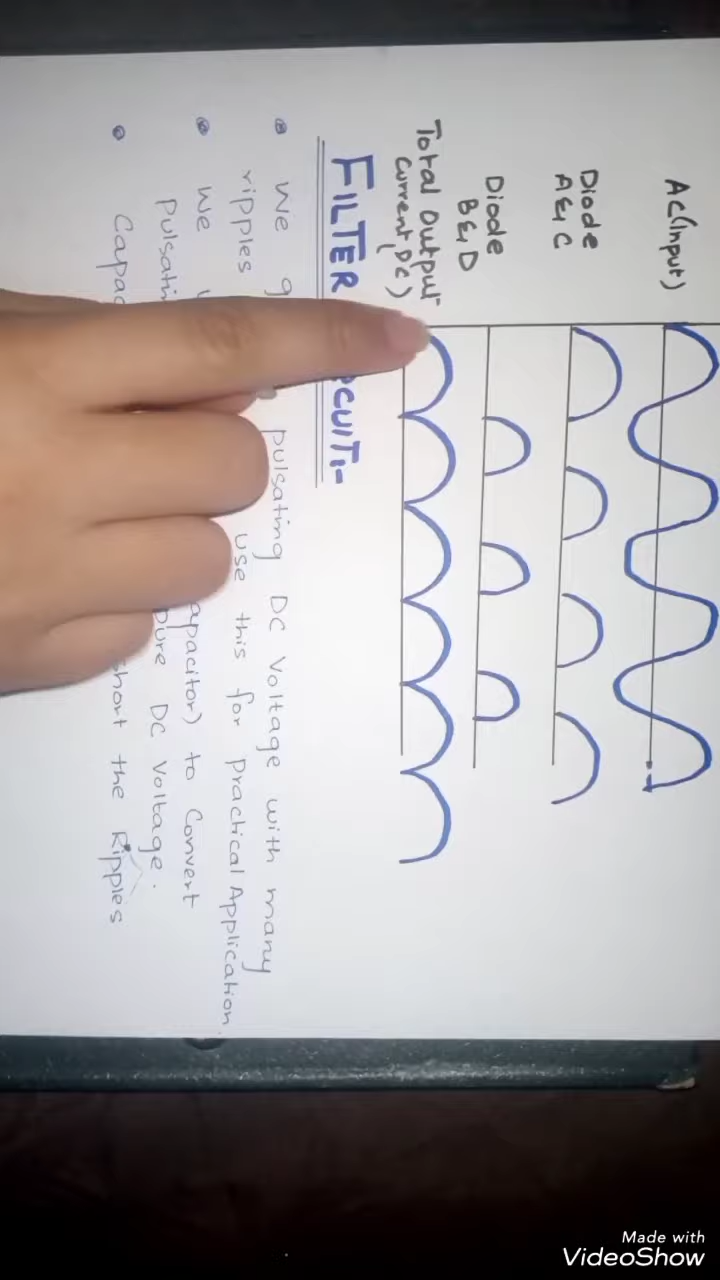 AC(Input)
Diode
A & C
Diode
B & D
Total Output
Current(DC)
FILTER CUIT:-
• We pulsating DC Voltage with many
ripples use this for practical Application.
• We apacitor) to Convert
pulsati pure DC Voltage.
• Capac short the Ripples
Made with
VideoShow